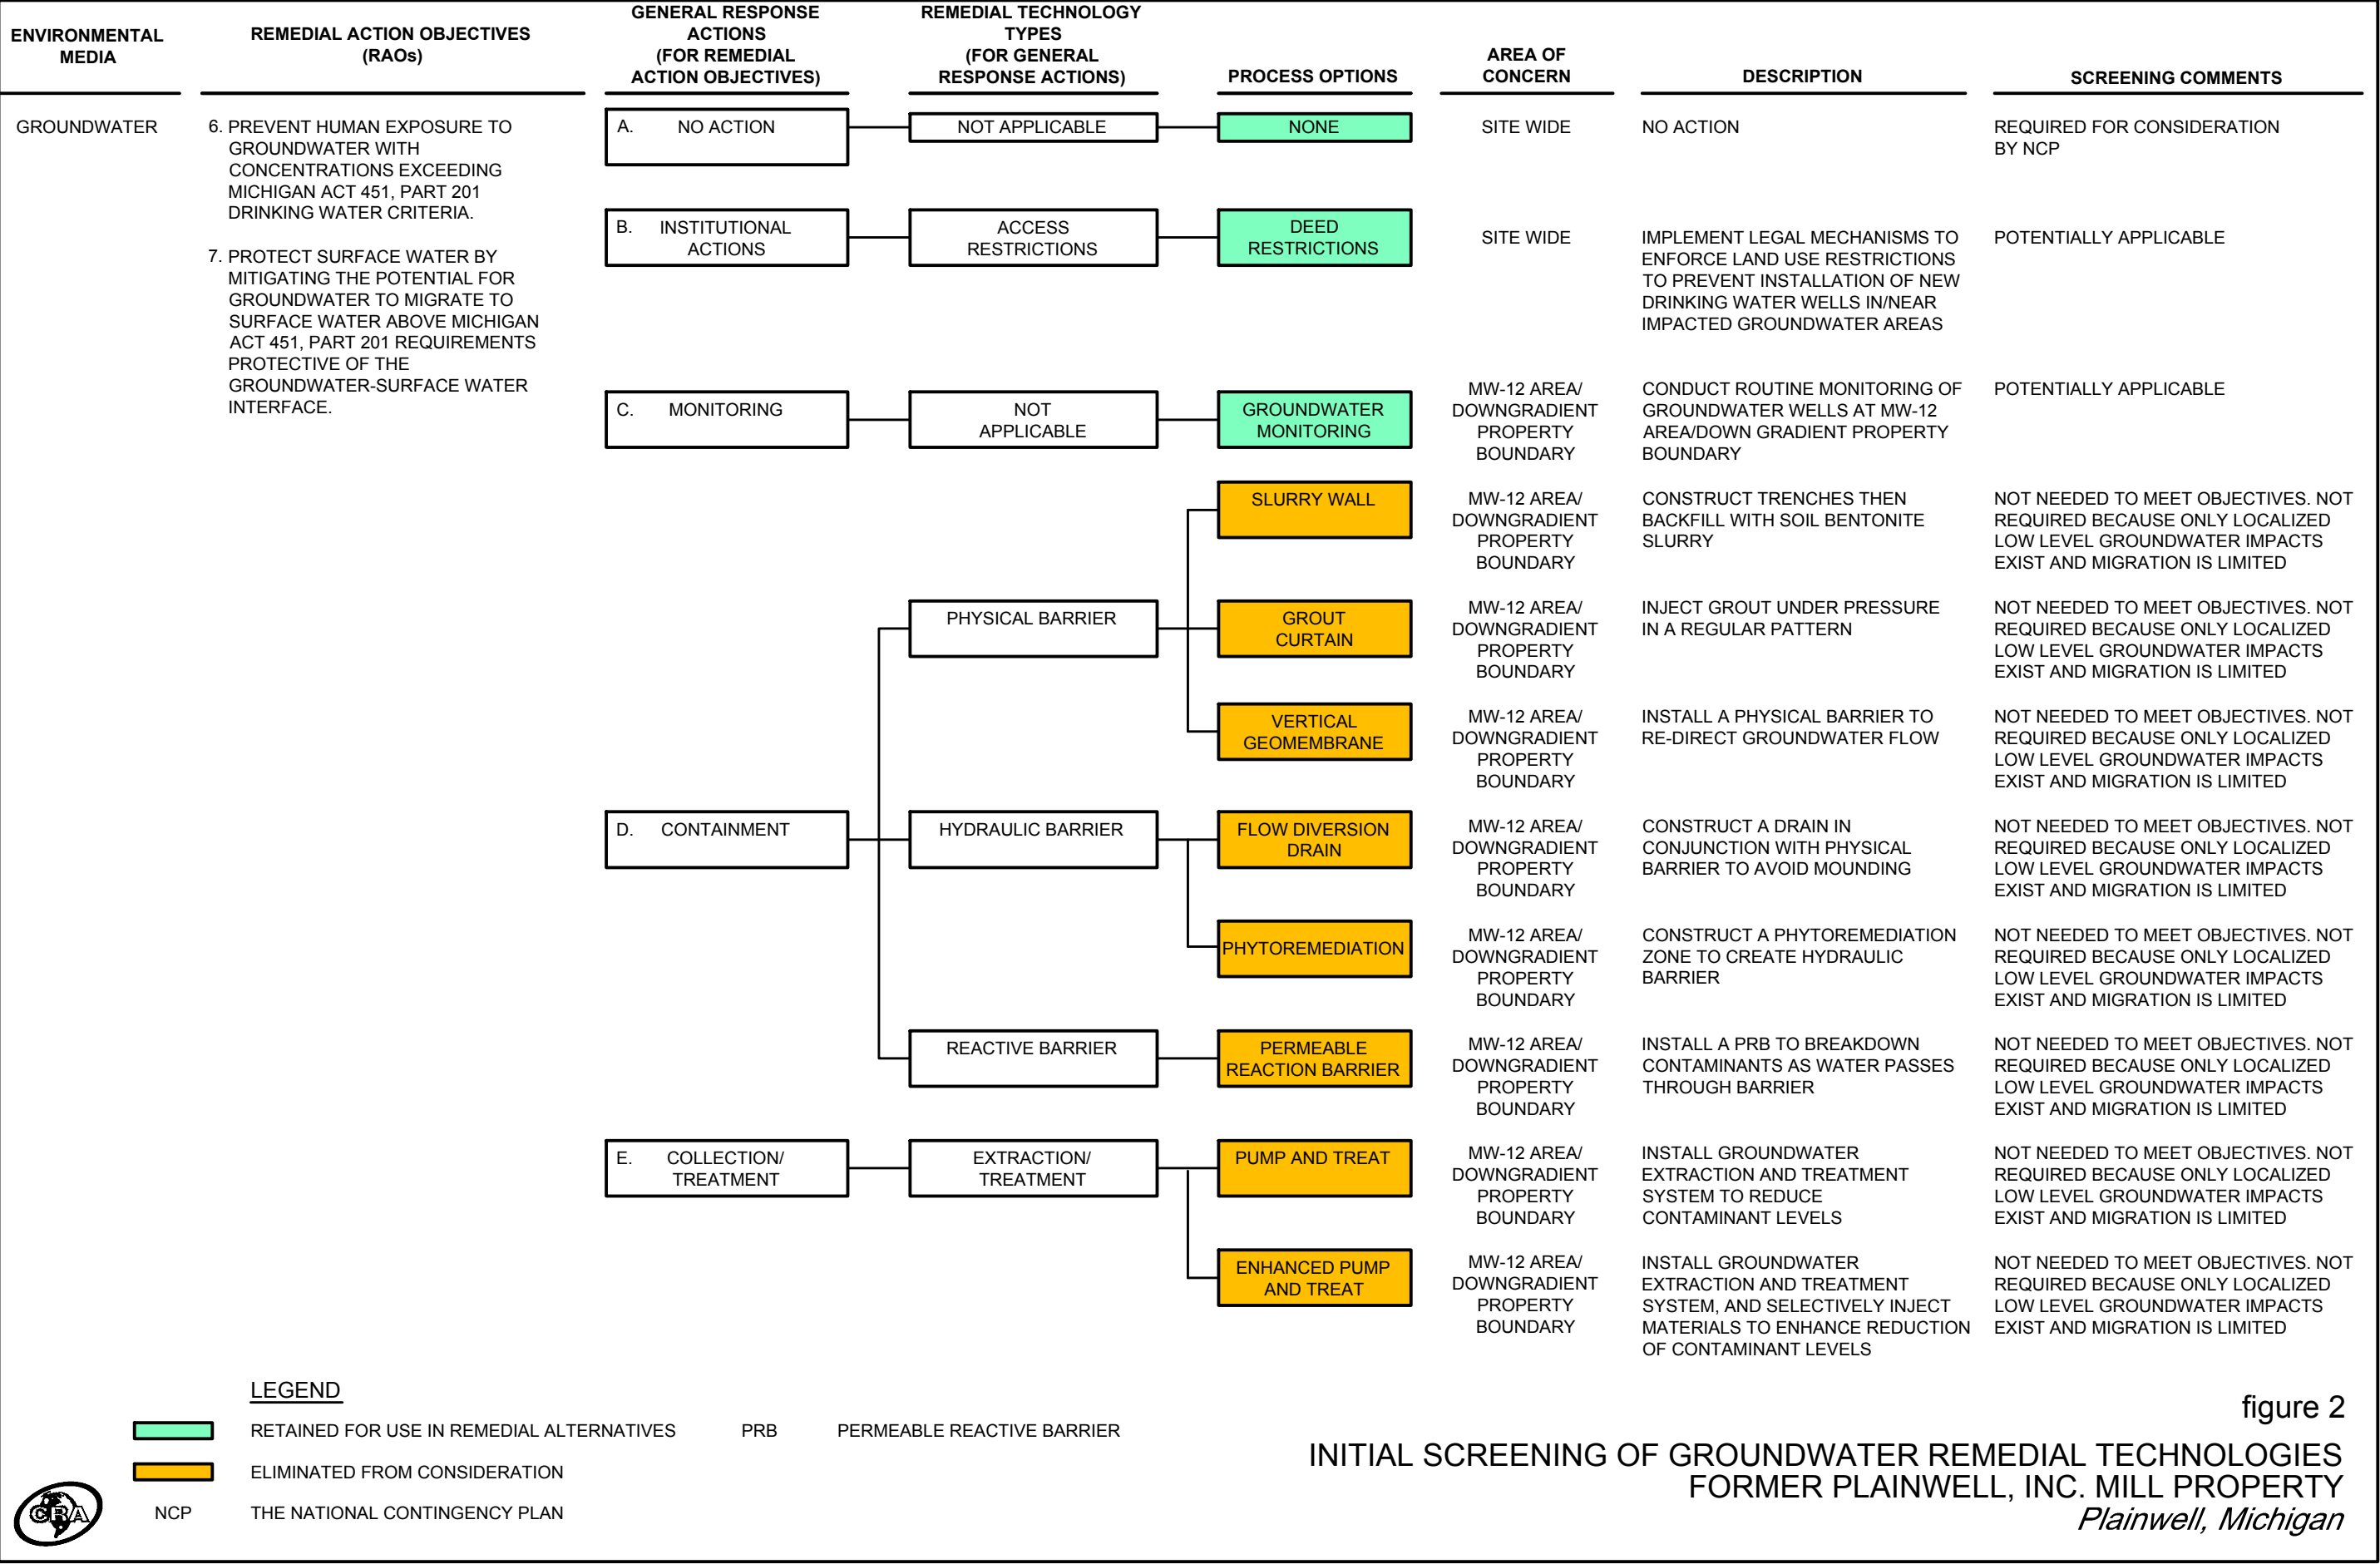 ENVIRONMENTAL
MEDIA
REMEDIAL ACTION OBJECTIVES
(RAOs)
GENERAL RESPONSE
ACTIONS
(FOR REMEDIAL
ACTION OBJECTIVES)
REMEDIAL TECHNOLOGY
TYPES
(FOR GENERAL
RESPONSE ACTIONS)
PROCESS OPTIONS
AREA OF
CONCERN
DESCRIPTION
SCREENING COMMENTS
GROUNDWATER
6. PREVENT HUMAN EXPOSURE TO
GROUNDWATER WITH
CONCENTRATIONS EXCEEDING
MICHIGAN ACT 451, PART 201
DRINKING WATER CRITERIA.
7. PROTECT SURFACE WATER BY
MITIGATING THE POTENTIAL FOR
GROUNDWATER TO MIGRATE TO
SURFACE WATER ABOVE MICHIGAN
ACT 451, PART 201 REQUIREMENTS
PROTECTIVE OF THE
GROUNDWATER-SURFACE WATER
INTERFACE.
A. NO ACTION
NOT APPLICABLE
NONE
SITE WIDE
NO ACTION
REQUIRED FOR CONSIDERATION
BY NCP
B. INSTITUTIONAL
ACTIONS
ACCESS
RESTRICTIONS
DEED
RESTRICTIONS
SITE WIDE
IMPLEMENT LEGAL MECHANISMS TO
ENFORCE LAND USE RESTRICTIONS
TO PREVENT INSTALLATION OF NEW
DRINKING WATER WELLS IN/NEAR
IMPACTED GROUNDWATER AREAS
POTENTIALLY APPLICABLE
C. MONITORING
NOT
APPLICABLE
GROUNDWATER
MONITORING
MW-12 AREA/
DOWNGRADIENT
PROPERTY
BOUNDARY
CONDUCT ROUTINE MONITORING OF
GROUNDWATER WELLS AT MW-12
AREA/DOWN GRADIENT PROPERTY
BOUNDARY
POTENTIALLY APPLICABLE
D. CONTAINMENT
PHYSICAL BARRIER
SLURRY WALL
MW-12 AREA/
DOWNGRADIENT
PROPERTY
BOUNDARY
CONSTRUCT TRENCHES THEN
BACKFILL WITH SOIL BENTONITE
SLURRY
NOT NEEDED TO MEET OBJECTIVES. NOT
REQUIRED BECAUSE ONLY LOCALIZED
LOW LEVEL GROUNDWATER IMPACTS
EXIST AND MIGRATION IS LIMITED
GROUT
CURTAIN
MW-12 AREA/
DOWNGRADIENT
PROPERTY
BOUNDARY
INJECT GROUT UNDER PRESSURE
IN A REGULAR PATTERN
NOT NEEDED TO MEET OBJECTIVES. NOT
REQUIRED BECAUSE ONLY LOCALIZED
LOW LEVEL GROUNDWATER IMPACTS
EXIST AND MIGRATION IS LIMITED
VERTICAL
GEOMEMBRANE
MW-12 AREA/
DOWNGRADIENT
PROPERTY
BOUNDARY
INSTALL A PHYSICAL BARRIER TO
RE-DIRECT GROUNDWATER FLOW
NOT NEEDED TO MEET OBJECTIVES. NOT
REQUIRED BECAUSE ONLY LOCALIZED
LOW LEVEL GROUNDWATER IMPACTS
EXIST AND MIGRATION IS LIMITED
HYDRAULIC BARRIER
FLOW DIVERSION
DRAIN
MW-12 AREA/
DOWNGRADIENT
PROPERTY
BOUNDARY
CONSTRUCT A DRAIN IN
CONJUNCTION WITH PHYSICAL
BARRIER TO AVOID MOUNDING
NOT NEEDED TO MEET OBJECTIVES. NOT
REQUIRED BECAUSE ONLY LOCALIZED
LOW LEVEL GROUNDWATER IMPACTS
EXIST AND MIGRATION IS LIMITED
PHYTOREMEDIATION
MW-12 AREA/
DOWNGRADIENT
PROPERTY
BOUNDARY
CONSTRUCT A PHYTOREMEDIATION
ZONE TO CREATE HYDRAULIC
BARRIER
NOT NEEDED TO MEET OBJECTIVES. NOT
REQUIRED BECAUSE ONLY LOCALIZED
LOW LEVEL GROUNDWATER IMPACTS
EXIST AND MIGRATION IS LIMITED
REACTIVE BARRIER
PERMEABLE
REACTION BARRIER
MW-12 AREA/
DOWNGRADIENT
PROPERTY
BOUNDARY
INSTALL A PRB TO BREAKDOWN
CONTAMINANTS AS WATER PASSES
THROUGH BARRIER
NOT NEEDED TO MEET OBJECTIVES. NOT
REQUIRED BECAUSE ONLY LOCALIZED
LOW LEVEL GROUNDWATER IMPACTS
EXIST AND MIGRATION IS LIMITED
E. COLLECTION/
TREATMENT
EXTRACTION/
TREATMENT
PUMP AND TREAT
MW-12 AREA/
DOWNGRADIENT
PROPERTY
BOUNDARY
INSTALL GROUNDWATER
EXTRACTION AND TREATMENT
SYSTEM TO REDUCE
CONTAMINANT LEVELS
NOT NEEDED TO MEET OBJECTIVES. NOT
REQUIRED BECAUSE ONLY LOCALIZED
LOW LEVEL GROUNDWATER IMPACTS
EXIST AND MIGRATION IS LIMITED
ENHANCED PUMP
AND TREAT
MW-12 AREA/
DOWNGRADIENT
PROPERTY
BOUNDARY
INSTALL GROUNDWATER
EXTRACTION AND TREATMENT
SYSTEM, AND SELECTIVELY INJECT
MATERIALS TO ENHANCE REDUCTION
OF CONTAMINANT LEVELS
NOT NEEDED TO MEET OBJECTIVES. NOT
REQUIRED BECAUSE ONLY LOCALIZED
LOW LEVEL GROUNDWATER IMPACTS
EXIST AND MIGRATION IS LIMITED
LEGEND
RETAINED FOR USE IN REMEDIAL ALTERNATIVES
PRB PERMEABLE REACTIVE BARRIER
ELIMINATED FROM CONSIDERATION
NCP THE NATIONAL CONTINGENCY PLAN
CRA
figure 2
INITIAL SCREENING OF GROUNDWATER REMEDIAL TECHNOLOGIES
FORMER PLAINWELL, INC. MILL PROPERTY
Plainwell, Michigan